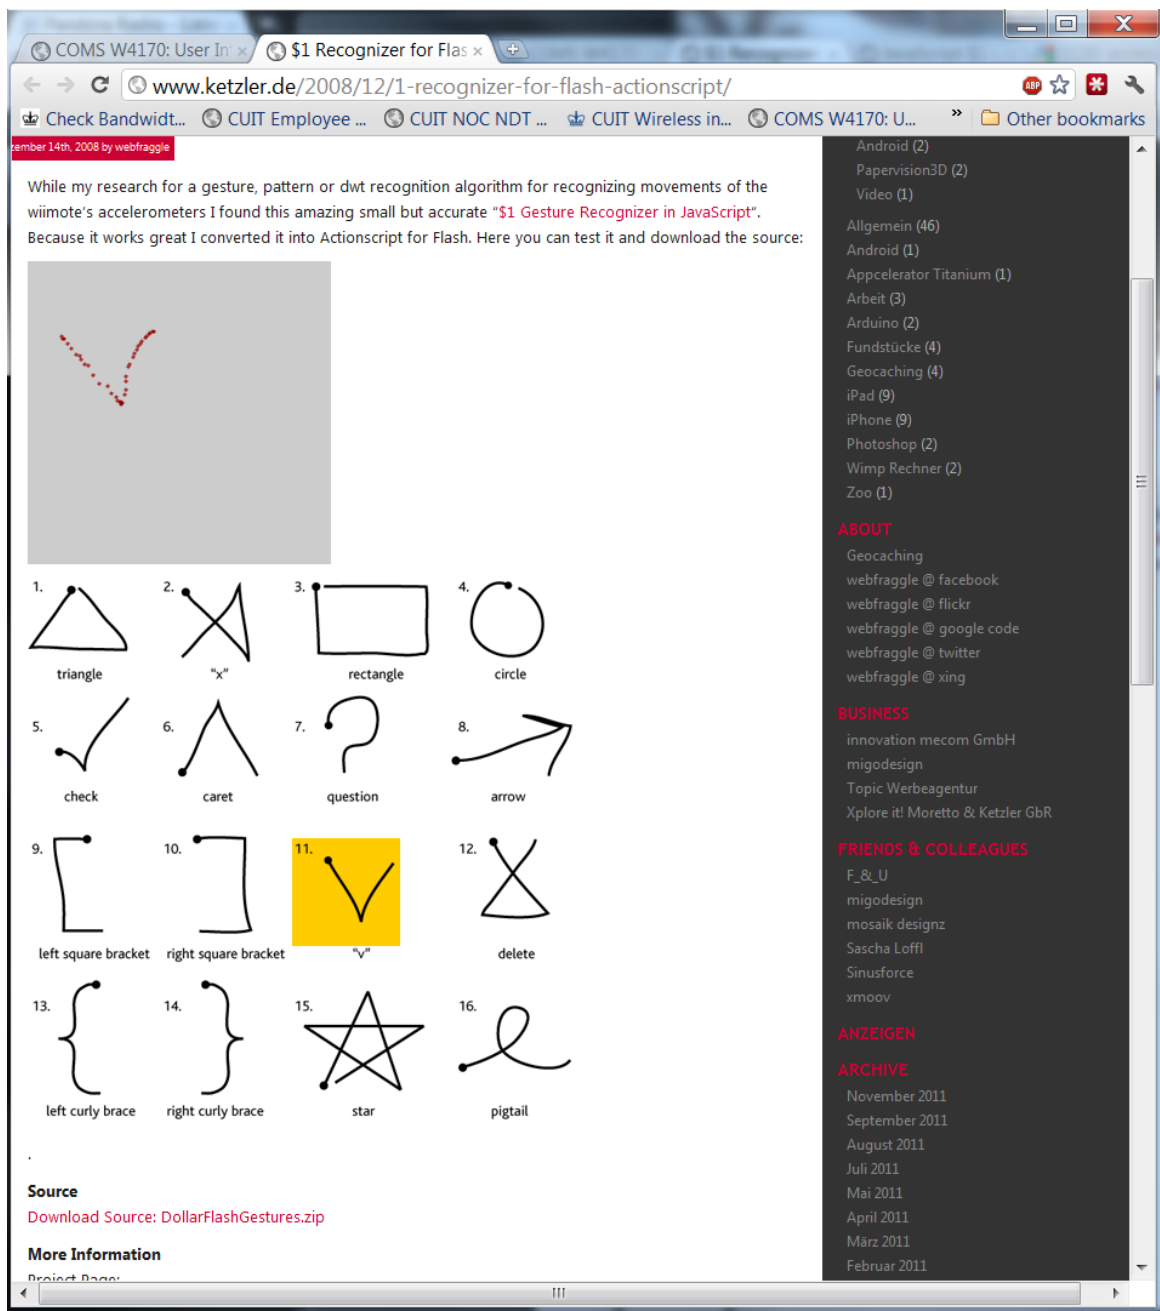 COMS W4170: User In
$1 Recognizer for Flas
www.ketzler.de/2008/12/1-recognizer-for-flash-actionscript/
ABP
Check Bandwidt...
CUIT Employee ...
CUIT NOC NDT ...
CUIT Wireless in...
COMS W4170: U...
»
Other bookmarks
zember 14th, 2008 by webfraggle
While my research for a gesture, pattern or dwt recognition algorithm for recognizing movements of the
wiimote's accelerometers I found this amazing small but accurate "$1 Gesture Recognizer in JavaScript".
Because it works great I converted it into Actionscript for Flash. Here you can test it and download the source:
1.
triangle
2.
"x"
3.
rectangle
4.
circle
5.
check
6.
caret
7.
question
8.
arrow
9.
left square bracket
10.
right square bracket
11.
"v"
12.
delete
13.
left curly brace
14.
right curly brace
15.
star
16.
pigtail
.
Source
Download Source: DollarFlashGestures.zip
More Information
Project Page:
Android (2)
Papervision3D (2)
Video (1)
Allgemein (46)
Android (1)
Appcelerator Titanium (1)
Arbeit (3)
Arduino (2)
Fundstücke (4)
Geocaching (4)
iPad (9)
iPhone (9)
Photoshop (2)
Wimp Rechner (2)
Zoo (1)
ABOUT
Geocaching
webfraggle @ facebook
webfraggle @ flickr
webfraggle @ google code
webfraggle @ twitter
webfraggle @ xing
BUSINESS
innovation mecom GmbH
migodesign
Topic Werbeagentur
Xplore it! Moretto & Ketzler GbR
FRIENDS & COLLEAGUES
F_&_U
migodesign
mosaik designz
Sascha Loffl
Sinusforce
xmoov
ANZEIGEN
ARCHIVE
November 2011
September 2011
August 2011
Juli 2011
Mai 2011
April 2011
März 2011
Februar 2011